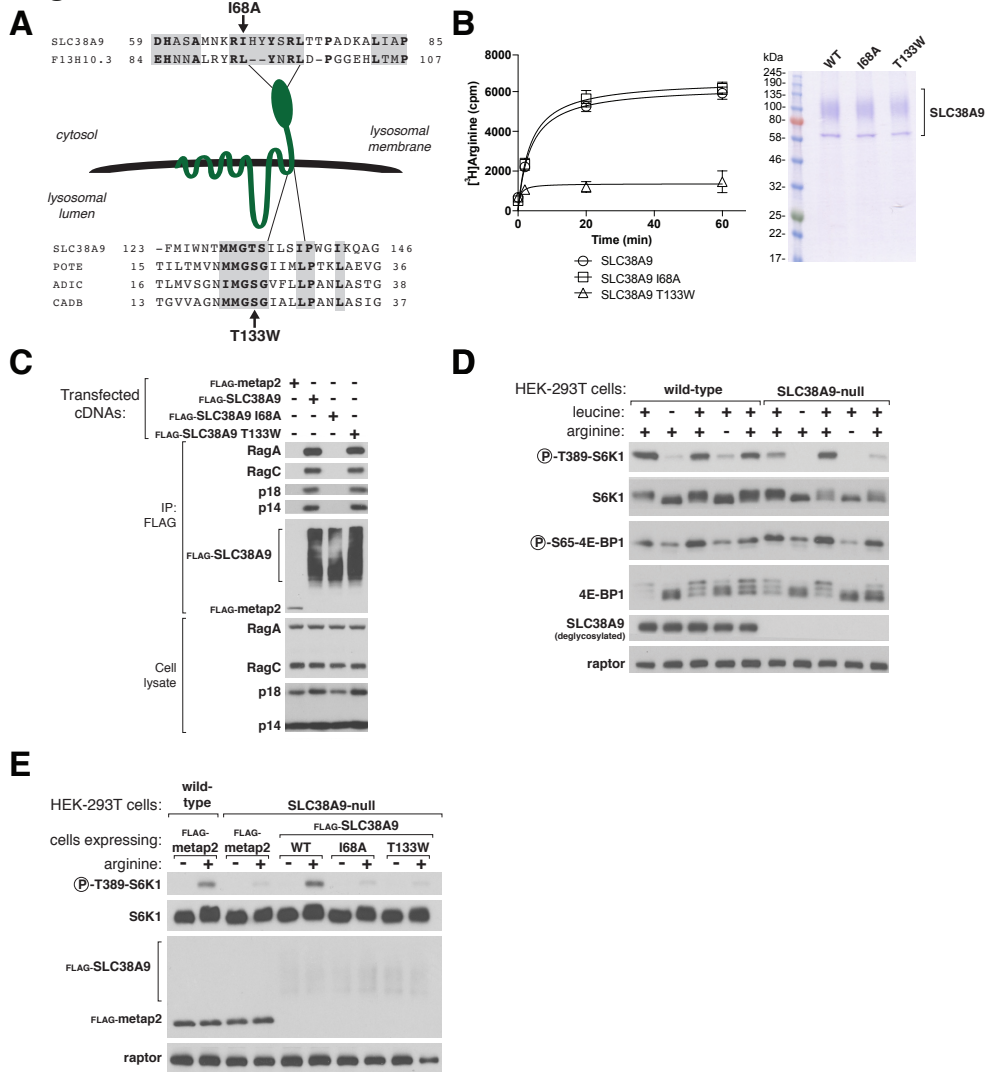 A
I68A
SLC38A9 59 DHASAMNKRIHYYSRLTTPADKALIAP 85
F13H10.3 84 EHNNALRYRL--YNRLD-PGGEHLTMP 107
cytosol
lysosomal
membrane
lysosomal
lumen
SLC38A9 123 -FMIWNTMMGTSILSIPWGIKQAG 146
POTE 15 TILTMVNMMGSGIIMLPTKLAEVG 36
ADIC 16 TLMVSGNIMGSGVFLLPANLASTG 38
CADB 13 TGVVAGNMMGSGIALLPANLASIG 37
T133W
B
8000
6000
4000
2000
0
[³H]Arginine (cpm)
0 20 40 60
Time (min)
SLC38A9
SLC38A9 I68A
SLC38A9 T133W
kDa WT I68A T133W
245-
190-
135-
100-
80-
58-
46-
32-
25-
22-
17-
SLC38A9
C
Transfected
cDNAs:
FLAG-metap2 + - - -
FLAG-SLC38A9 - + - -
FLAG-SLC38A9 I68A - - + -
FLAG-SLC38A9 T133W - - - +
IP:
FLAG
RagA
RagC
p18
p14
FLAG-SLC38A9
FLAG-metap2
Cell
lysate
RagA
RagC
p18
p14
D
HEK-293T cells: wild-type SLC38A9-null
leucine: + - + + + + - + + +
arginine: + + + - + + + + - +
P-T389-S6K1
S6K1
P-S65-4E-BP1
4E-BP1
SLC38A9
(deglycosylated)
raptor
E
HEK-293T cells: wild-
type SLC38A9-null
cells expressing: FLAG-
metap2 FLAG-
metap2 FLAG-SLC38A9
WT I68A T133W
arginine: - + - + - + - + - +
P-T389-S6K1
S6K1
FLAG-SLC38A9
FLAG-metap2
raptor